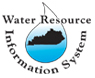 Water Resource
Information System